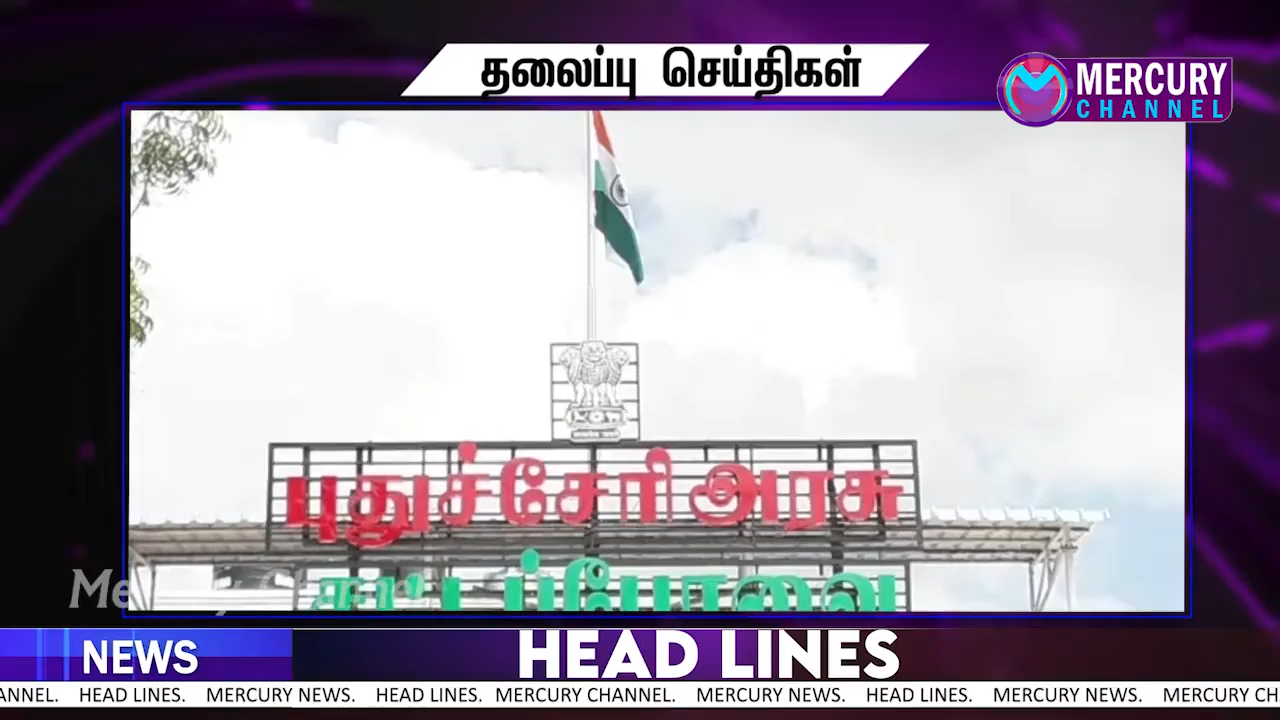 தலைப்பு செய்திகள்
MERCURY
CHANNEL
புதுச்சேரி அரசு
NEWS
HEAD LINES
ANNEL. HEAD LINES. MERCURY NEWS. HEAD LINES. MERCURY CHANNEL. MERCURY NEWS. HEAD LINES. MERCURY NEWS. MERCURY CH